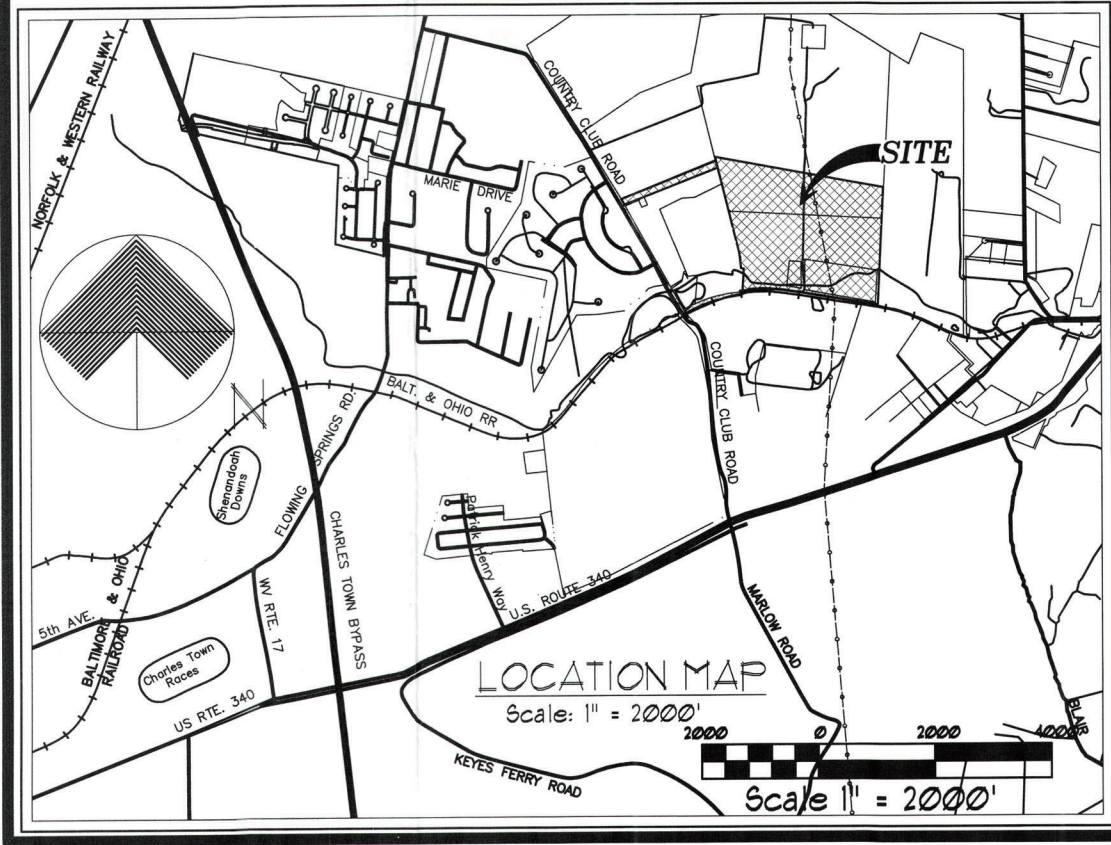 NORFOLK & WESTERN RAILWAY
COUNTRY CLUB ROAD
SITE
MARIE DRIVE
N
BALT. & OHIO RR
COUNTRY CLUB ROAD
FLOWING SPRINGS RD.
Shenandoah
Downs
CHARLES TOWN BYPASS
Patrick Henry Way
U.S. ROUTE 340
5th AVE.
BALTIMORE & OHIO
RAILROAD
WV RTE. 17
Charles Town
Races
US RTE. 340
MARLOW ROAD
LOCATION MAP
Scale: 1" = 2000'
KEYES FERRY ROAD
BLAIR
2000 0 2000 4000
Scale 1" = 2000'